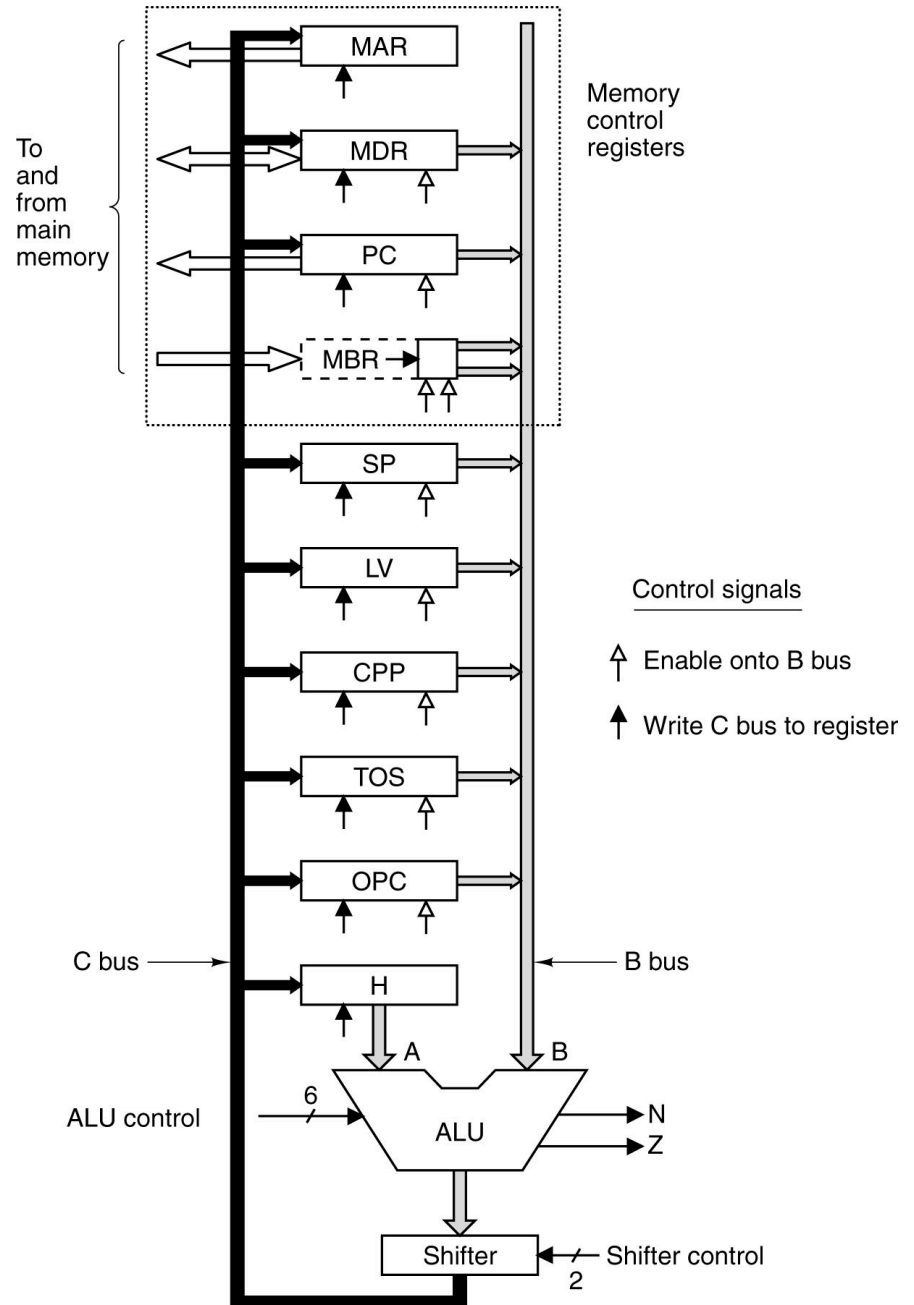 MAR
Memory
control
registers
To
and
from
main
memory
MDR
PC
MBR
SP
LV
Control signals
Enable onto B bus
CPP
Write C bus to register
TOS
OPC
C bus
B bus
H
A
B
6
ALU control
ALU
N
Z
Shifter
Shifter control
2